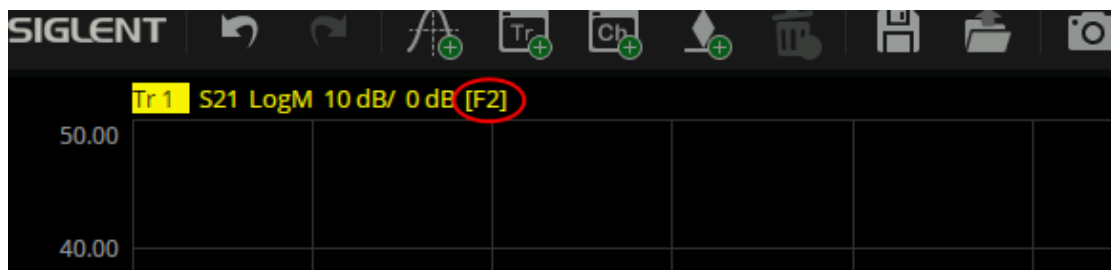 SIGLENT Tr Ch
Tr 1 S21 LogM 10 dB/ 0 dB [F2]
50.00
40.00